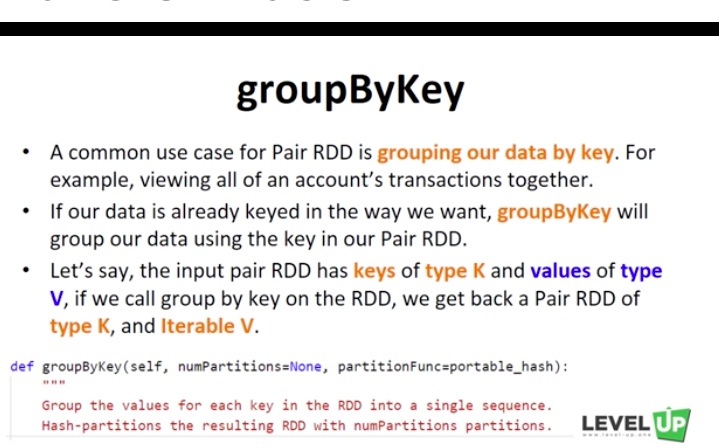 groupByKey
• A common use case for Pair RDD is grouping our data by key. For
example, viewing all of an account's transactions together.
• If our data is already keyed in the way we want, groupByKey will
group our data using the key in our Pair RDD.
• Let's say, the input pair RDD has keys of type K and values of type
V, if we call group by key on the RDD, we get back a Pair RDD of
type K, and Iterable V.
def groupByKey(self, numPartitions=None, partitionFunc=portable_hash):
"""
Group the values for each key in the RDD into a single sequence.
Hash-partitions the resulting RDD with numPartitions partitions.
LEVEL UP